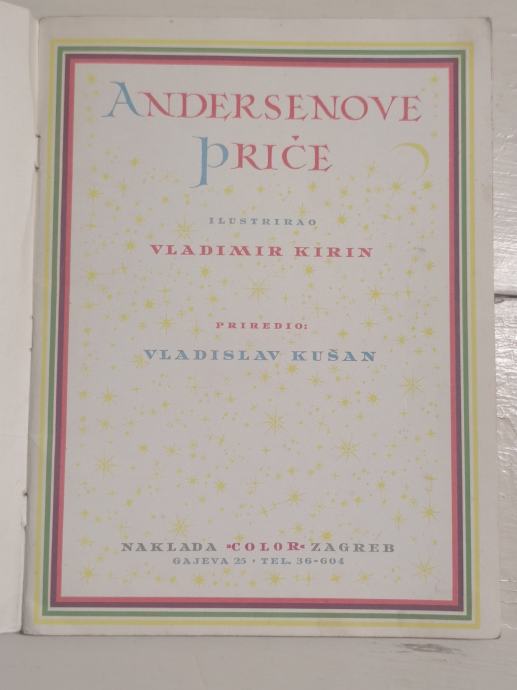 ANDERSENOVE
PRIČE
ILUSTRIRAO
VLADIMIR KIRIN
PRIREDIO:
VLADISLAV KUŠAN
NAKLADA »COLOR« ZAGREB
GAJEVA 25 · TEL. 36-604